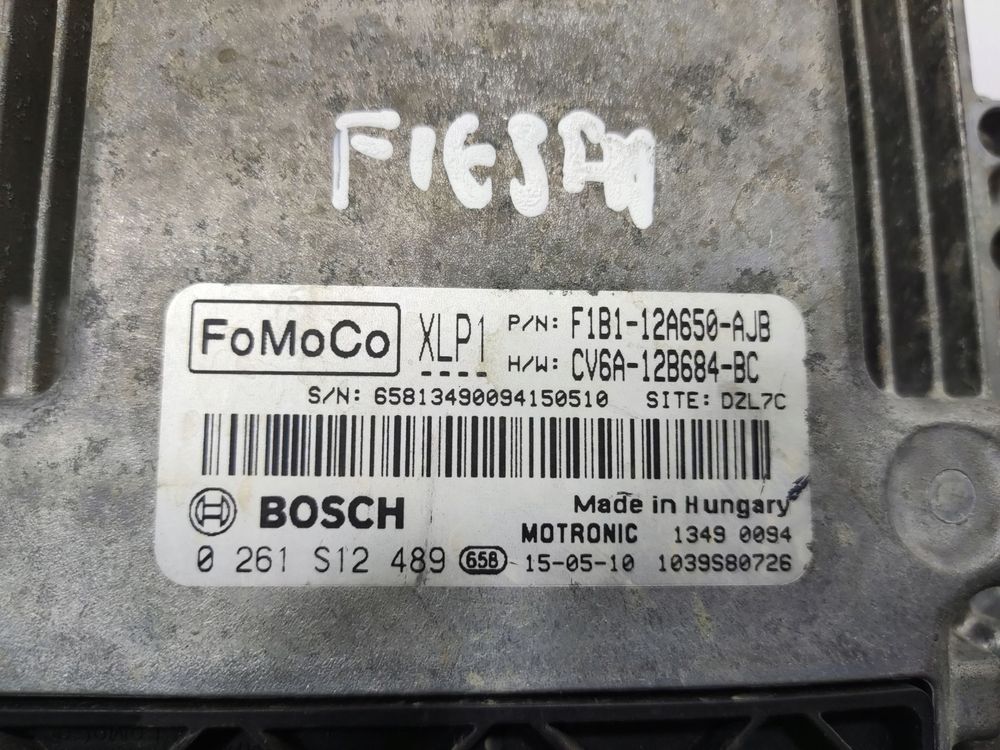 FIESTA
FoMoCo XLP1 P/N: F1B1-12A650-AJB
H/W: CV6A-12B684-BC
S/N: 65813490094150510 SITE: DZL7C
BOSCH Made in Hungary
MOTRONIC 1349 0094
0 261 S12 489 658 15-05-10 1039S80726